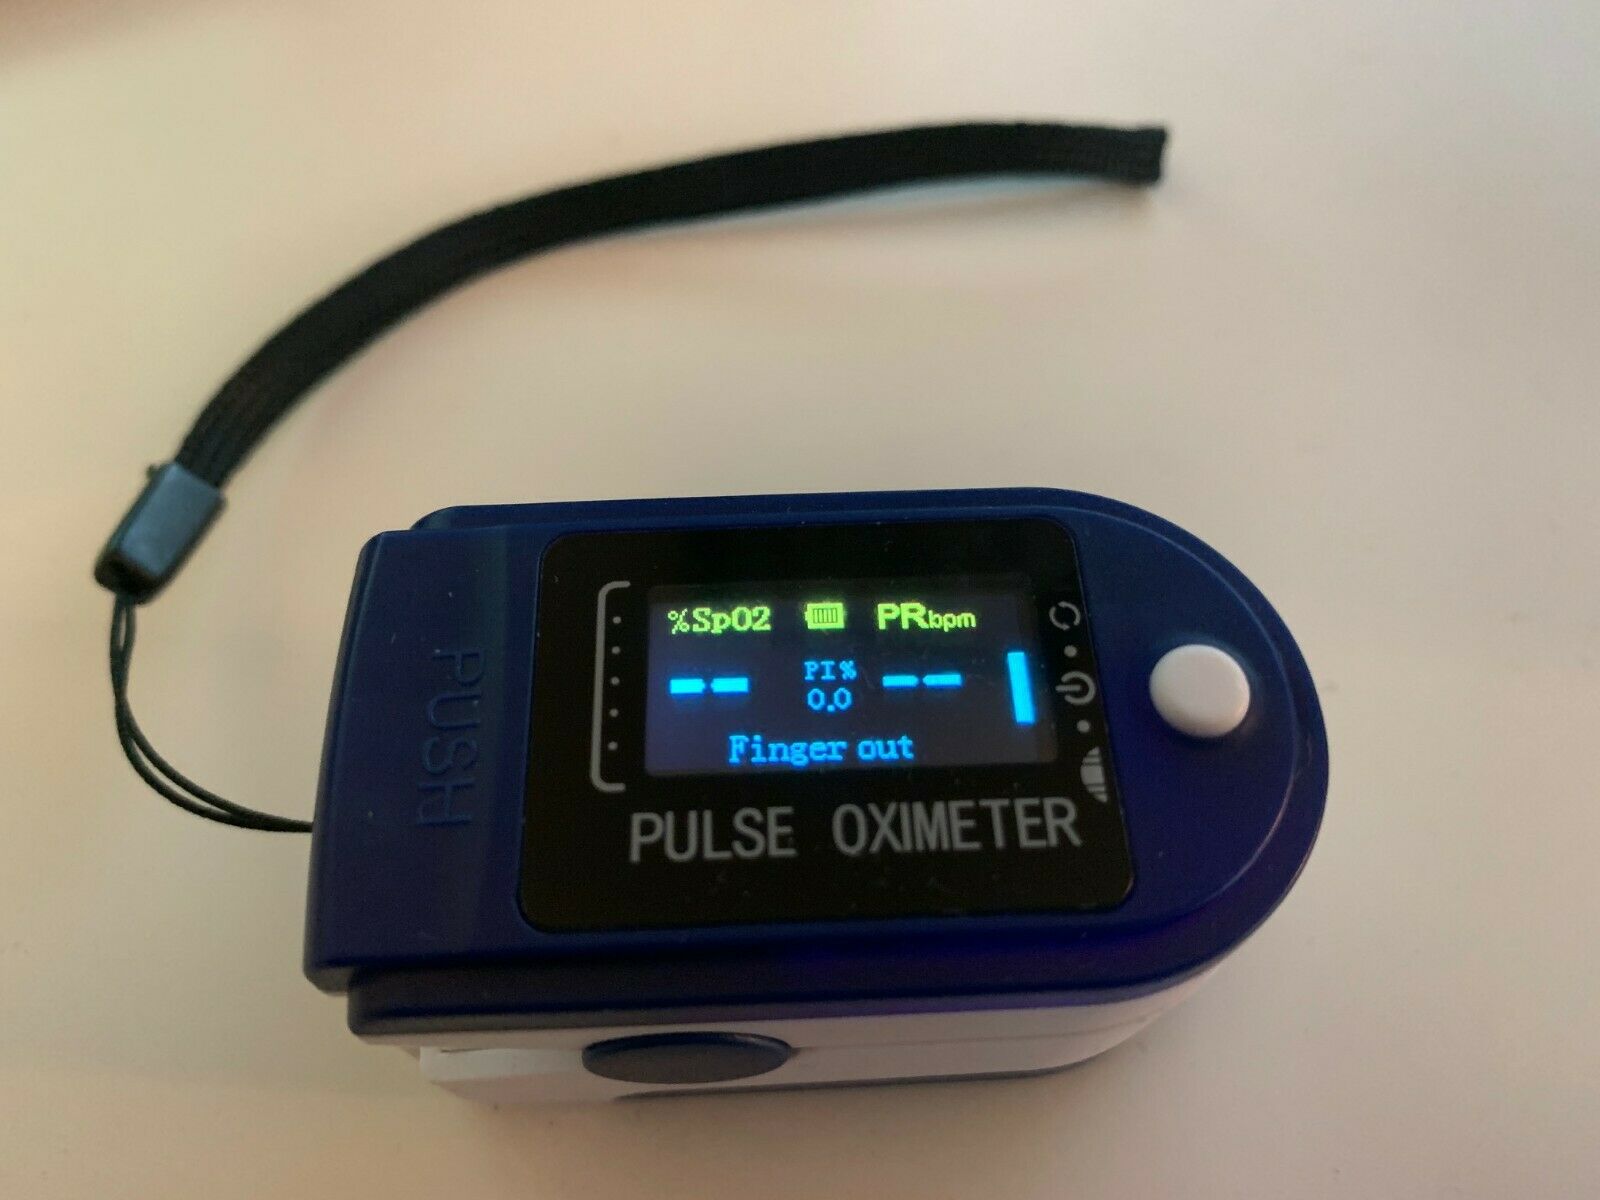 %SpO2 PRbpm
-- PI% --
0.0
Finger out
PULSE OXIMETER
PUSH